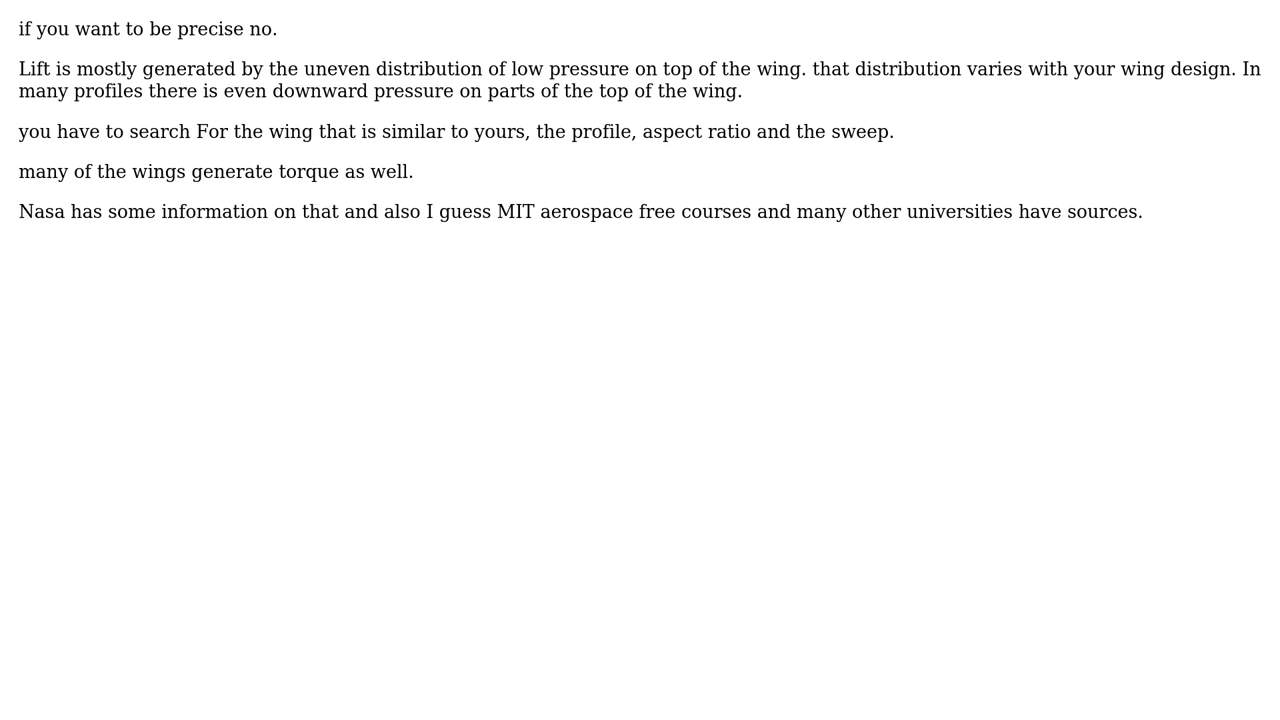 if you want to be precise no.
Lift is mostly generated by the uneven distribution of low pressure on top of the wing. that distribution varies with your wing design. In
many profiles there is even downward pressure on parts of the top of the wing.
you have to search For the wing that is similar to yours, the profile, aspect ratio and the sweep.
many of the wings generate torque as well.
Nasa has some information on that and also I guess MIT aerospace free courses and many other universities have sources.